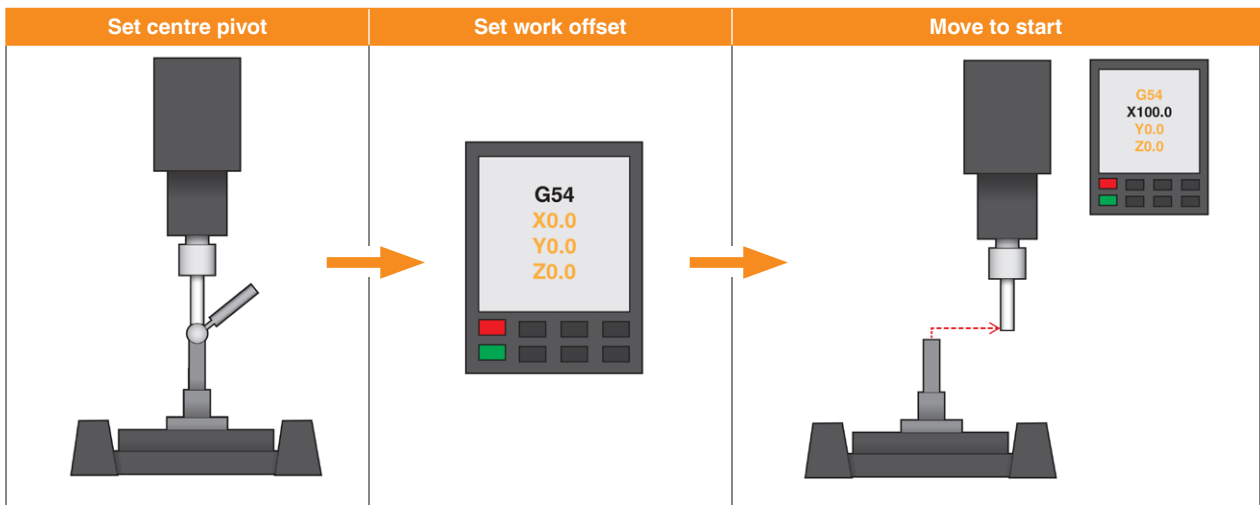 Set centre pivot
Set work offset
Move to start
G54
X0.0
Y0.0
Z0.0
G54
X100.0
Y0.0
Z0.0